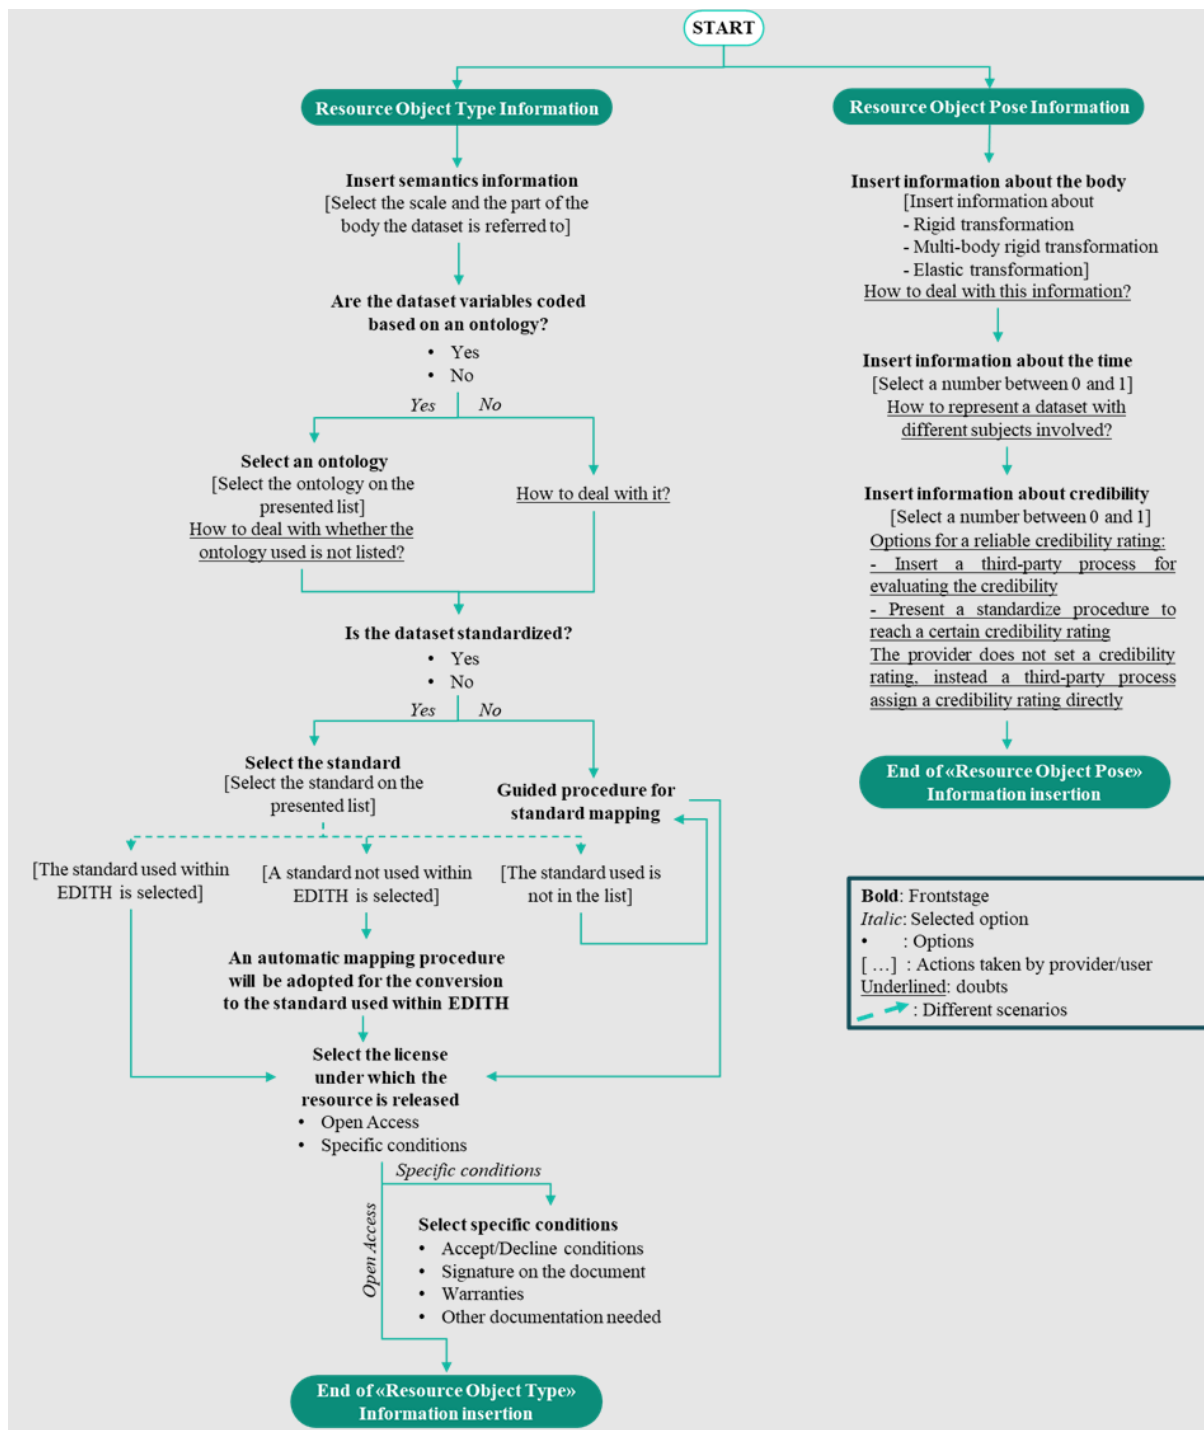 START
Resource Object Type Information
Insert semantics information
[Select the scale and the part of the
body the dataset is referred to]
Are the dataset variables coded
based on an ontology?
• Yes
• No
Yes No
Select an ontology
[Select the ontology on the
presented list]
How to deal with whether the
ontology used is not listed?
How to deal with it?
Is the dataset standardized?
• Yes
• No
Yes No
Select the standard
[Select the standard on the
presented list]
Guided procedure for
standard mapping
[The standard used within
EDITH is selected]
[A standard not used within
EDITH is selected]
[The standard used is
not in the list]
An automatic mapping procedure
will be adopted for the conversion
to the standard used within EDITH
Select the license
under which the
resource is released
• Open Access
• Specific conditions
Specific conditions
Open Access
Select specific conditions
• Accept/Decline conditions
• Signature on the document
• Warranties
• Other documentation needed
End of «Resource Object Type»
Information insertion
Resource Object Pose Information
Insert information about the body
[Insert information about
- Rigid transformation
- Multi-body rigid transformation
- Elastic transformation]
How to deal with this information?
Insert information about the time
[Select a number between 0 and 1]
How to represent a dataset with
different subjects involved?
Insert information about credibility
[Select a number between 0 and 1]
Options for a reliable credibility rating:
- Insert a third-party process for
evaluating the credibility
- Present a standardize procedure to
reach a certain credibility rating
The provider does not set a credibility
rating, instead a third-party process
assign a credibility rating directly
End of «Resource Object Pose»
Information insertion
Bold: Frontstage
Italic: Selected option
• : Options
[ …] : Actions taken by provider/user
Underlined: doubts
: Different scenarios